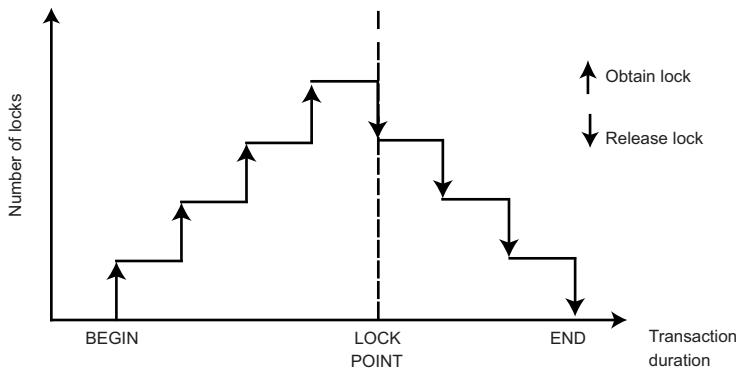 Number of locks
Obtain lock
Release lock
BEGIN
LOCK
POINT
END
Transaction
duration